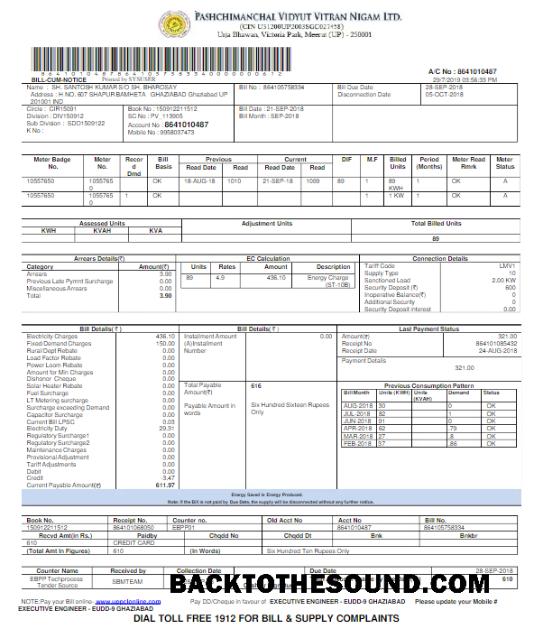 PASHCHIMANCHAL VIDYUT VITRAN NIGAM LTD.
(CIN-U31200UP2003SGC027458)
Urja Bhawan, Victoria Park, Meerut (UP) - 250001
A/C No : 8641010487
BILL-CUM-NOTICE Printed by SYSUSER 29/7/2019 03:56:35 PM
Name : SH. SANTOSH KUMAR S/O SH. BHAROSAY Bill No : 864105758334 Bill Due Date 28-SEP-2018
Address : H NO. 607 SHAPUR BAMHETA GHAZIABAD Ghaziabad UP Disconnection Date 05-OCT-2018
201001 IND
Circle : CIR15091 Book No : 150912211512 Bill Date : 21-SEP-2018
Division : DIV150912 SC No : PV_113905 Bill Month : SEP-2018
Sub Division : SDO1509122 Account No : 8641010487
K No : Mobile No : 9958037473
Meter Badge No. Meter No. Record Dmd Bill Basis Previous Current DIF M.F Billed Units Period (Months) Meter Read Rmrk Meter Status
Read Date Read Read Date Read
10557650 10557650 OK 18-AUG-18 1010 21-SEP-18 1099 89 1 89 KWH 1 OK A
10557650 10557650 1 OK 1 1 KW 1 OK A
Assessed Units Adjustment Units Total Billed Units
KWH KVAH KVA 89
Arrears Details(₹) EC Calculation Connection Details
Category Amount(₹) Units Rates Amount Description Tariff Code LMV1
Arrears 3.90 89 4.9 436.10 Energy Charge (ST-10B) Supply Type 10
Previous Late Pymnt Surcharge 0.00 Sanctioned Load 2.00 KW
Miscellaneous Arrears 0.00 Security Deposit (₹) 600
Total 3.90 Inoperative Balance(₹) 0
Additional Security 0
Security Deposit interest 0.00
Bill Details(₹) Bill Details(₹) Last Payment Status
Electricity Charges 436.10 Instalment Amount 0.00 Amount(₹) 321.00
Fixed Demand Charges 150.00 (A)Instalment Receipt No 864101085432
Rural/Dept Rebate 0.00 Number Receipt Date 24-AUG-2018
Load Factor Rebate 0.00 Payment Details
Power Loom Rebate 0.00 321.00
Amount for Min Charges 0.00
Dishonor Cheque 0.00
Solar Heater Rebate 0.00 Total Payable Amount(₹) 616 Previous Consumption Pattern
Fuel Surcharge 0.00 Bill Month Units (KWH) Units (KVAH) Demand Status
LT Metering surcharge 0.00 Payable Amount in words Six Hundred Sixteen Rupees Only
Surcharge exceeding Demand 0.00 AUG-2018 30 0 OK
Capacitor Surcharge 0.00 JUL-2018 82 1 OK
Current Bill LPSC 0.03 JUN-2018 91 0 OK
Electricity Duty 29.31 APR-2018 62 .79 OK
Regulatory Surcharge1 0.00 MAR-2018 27 .8 OK
Regulatory Surcharge2 0.00 FEB-2018 37 .86 OK
Maintenance Charges 0.00
Provisional Adjustment 0.00
Tariff Adjustments 0.00
Debit 0.00
Credit -3.47
Current Payable Amount(₹) 611.97
Energy Saved is Energy Produced.
Note: If the Bill is not paid by Due Date, the supply will be disconnected without any further notice.
Book No. Receipt No. Counter no. Old Acct No Acct No Bill No.
150912211512 864101068050 EBPP01 8641010487 864105758334
Recvd Amt(in Rs.) Paidby Chqdd No Chqdd Dt Bnk Bnkbr
610 CREDIT CARD
(Total Amt In Figures) 610 (In Words) Six Hundred Ten Rupees Only
Counter Name Received by Collection Date Due Date 28-SEP-2018
EBPP Techprocess SBMTEAM 610
Tender Source
BACKTOTHESOUND.COM
NOTE:Pay your Bill online- www.uppclonline.com Pay DD/Cheque in favour of EXECUTIVE ENGINEER - EUDD-9 GHAZIABAD Please update your Mobile #
EXECUTIVE ENGINEER - EUDD-9 GHAZIABAD
DIAL TOLL FREE 1912 FOR BILL & SUPPLY COMPLAINTS